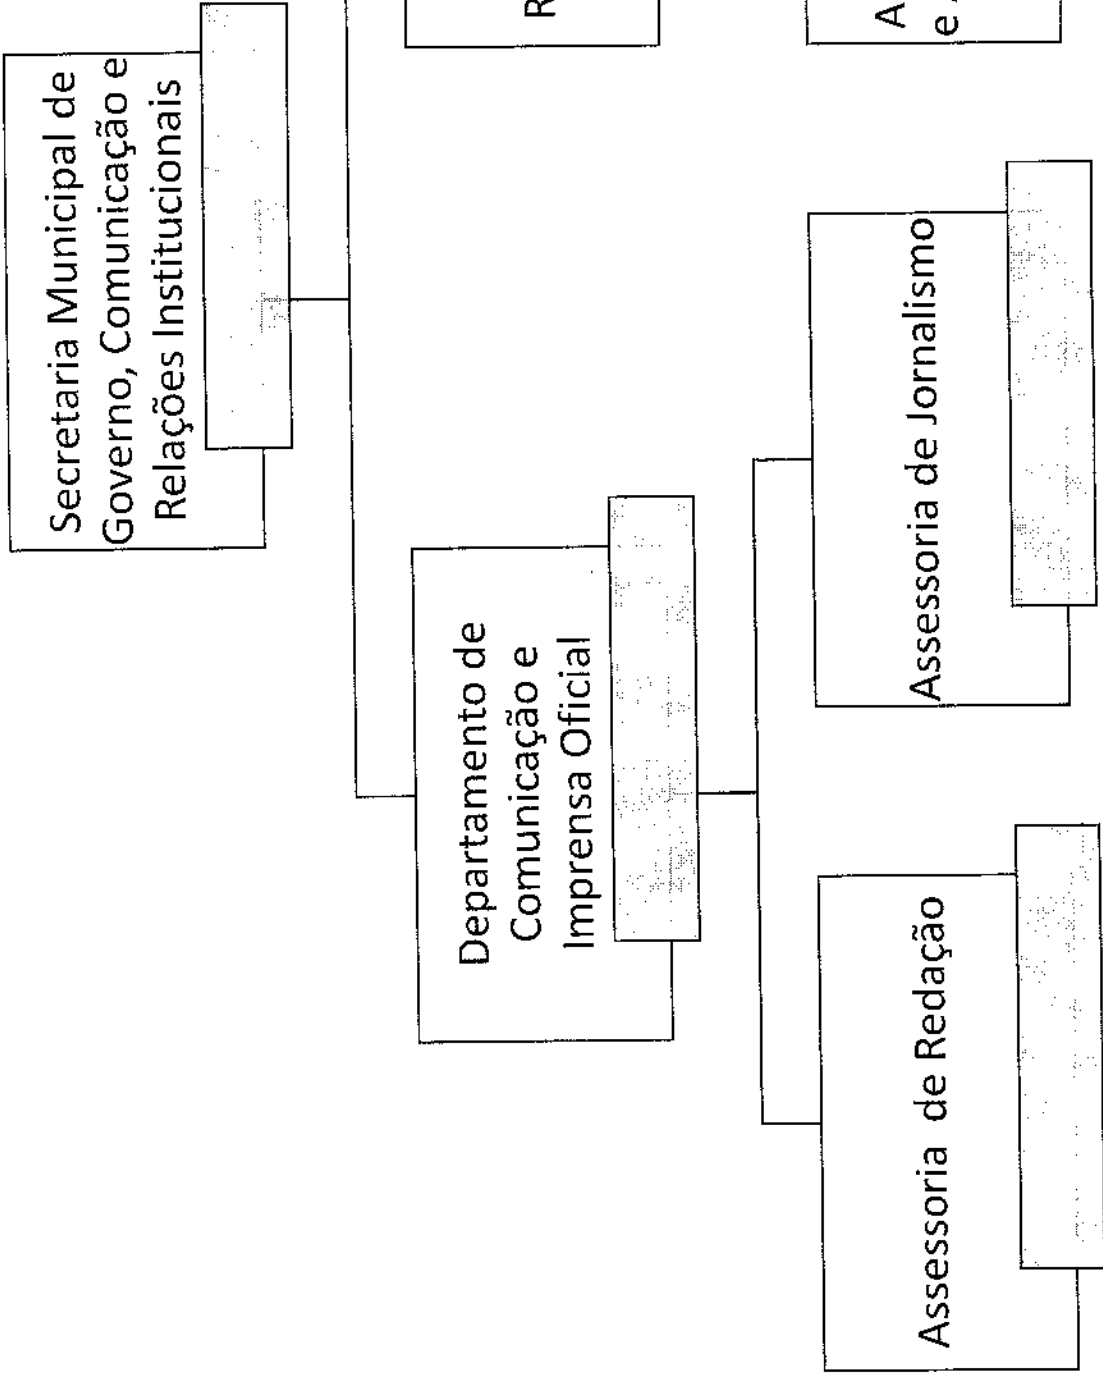 Secretaria Municipal de
Governo, Comunicação e
Relações Institucionais
Departamento de
Comunicação e
Imprensa Oficial
R
Assessoria de Redação
Assessoria de Jornalismo
A
e